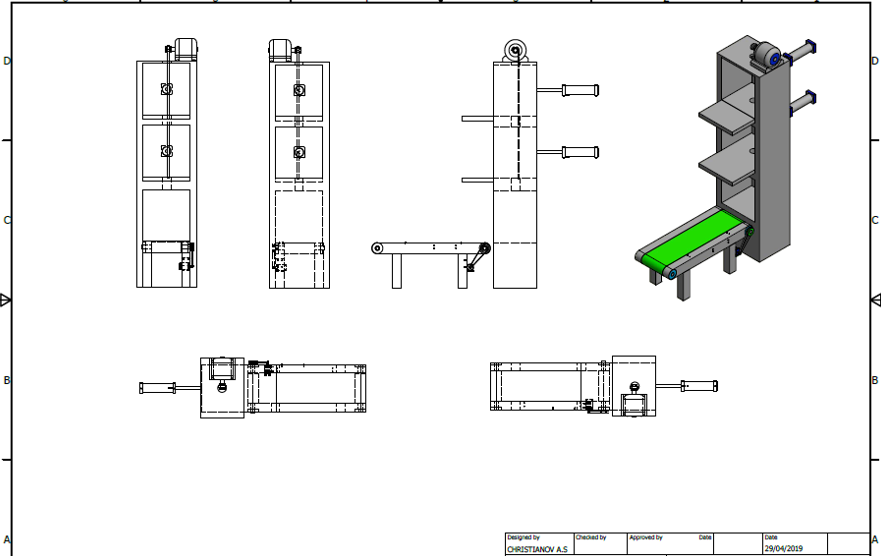 D
D
C
C
B
B
Designed by
Checked by
Approved by
Date
Date
A
CHRISTIANOV A.S
29/04/2019
A